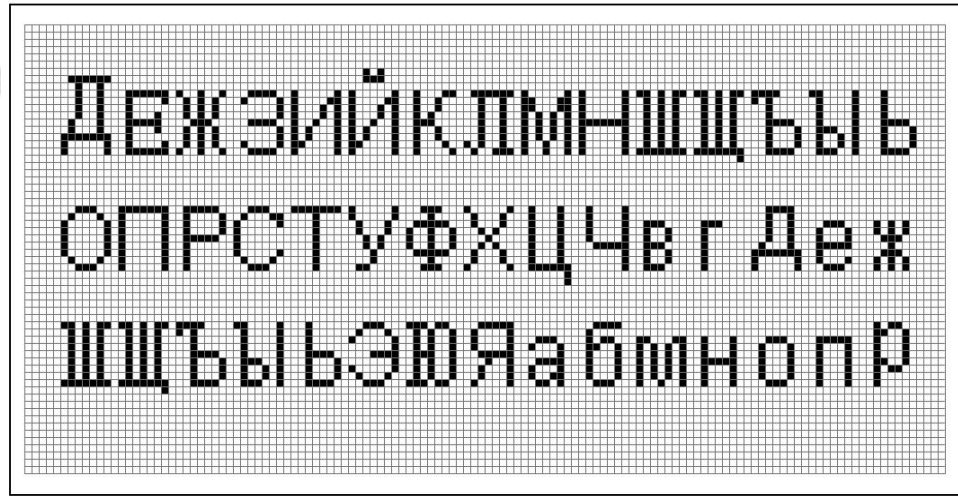 ДЕЖЗИЙКЛМНШЩЪЫЬ
ОПРСТУФХЦЧвгдеж
ШЩЪЫЬЭЮЯабмнопр